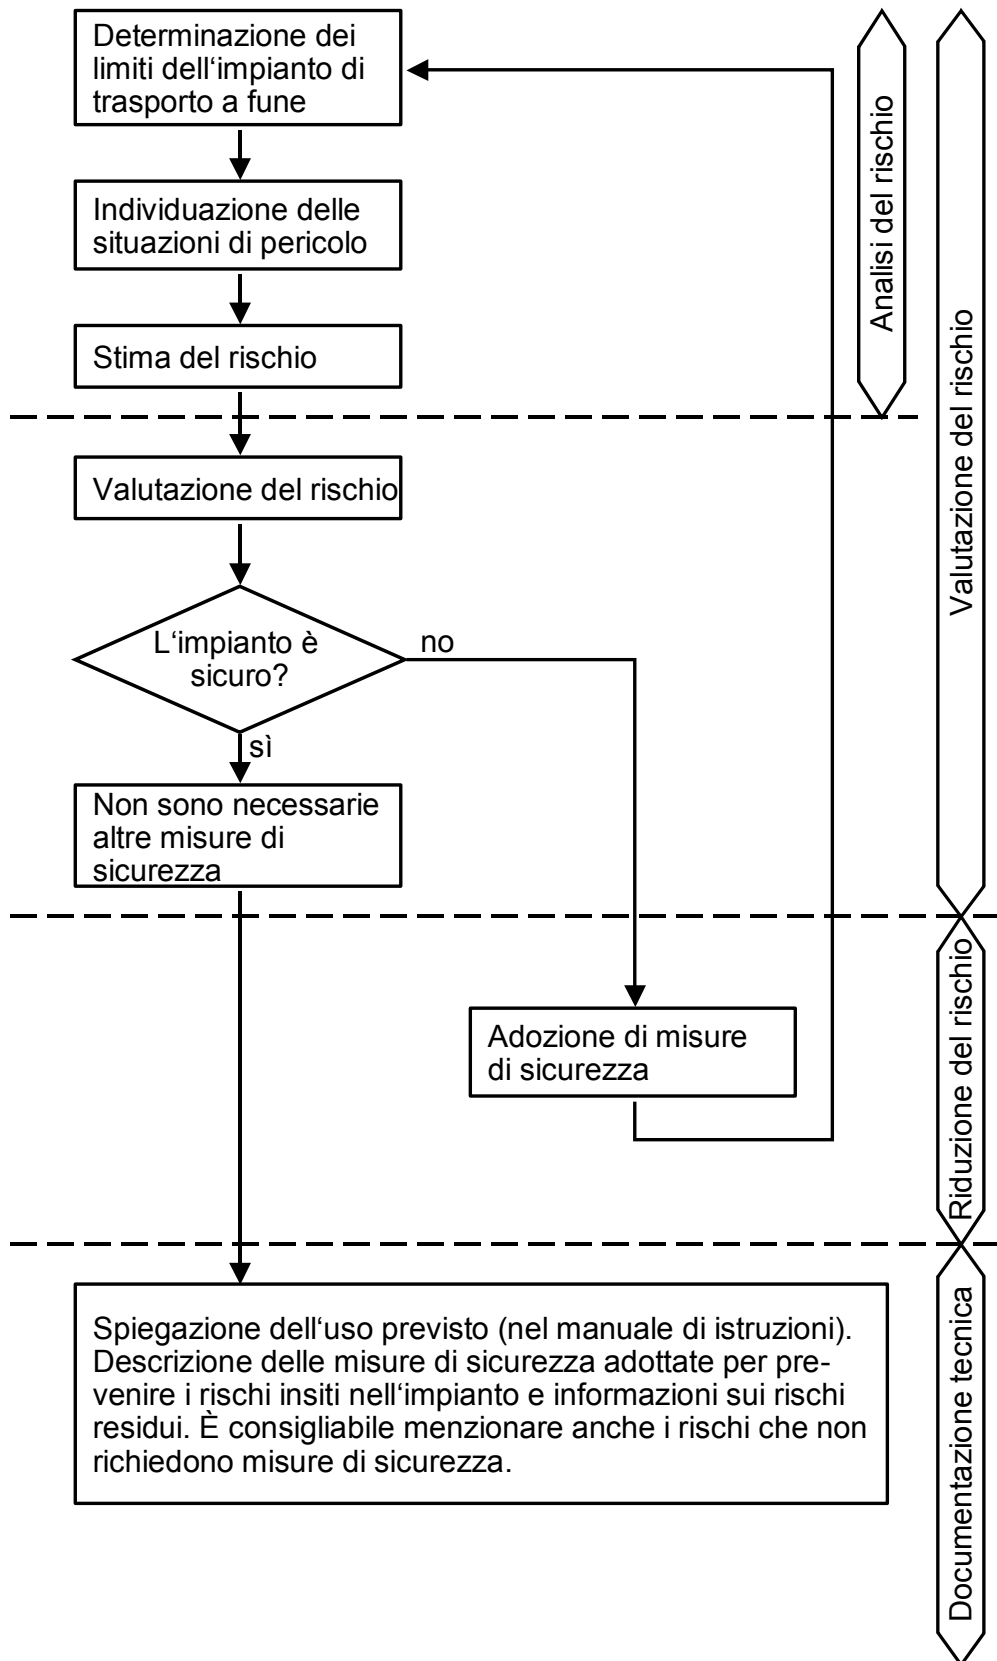 Determinazione dei
limiti dell‘impianto di
trasporto a fune
Individuazione delle
situazioni di pericolo
Stima del rischio
Valutazione del rischio
L‘impianto è
sicuro?
no
sì
Non sono necessarie
altre misure di
sicurezza
Adozione di misure
di sicurezza
Spiegazione dell‘uso previsto (nel manuale di istruzioni).
Descrizione delle misure di sicurezza adottate per pre-
venire i rischi insiti nell‘impianto e informazioni sui rischi
residui. È consigliabile menzionare anche i rischi che non
richiedono misure di sicurezza.
Analisi del rischio
Valutazione del rischio
Riduzione del rischio
Documentazione tecnica